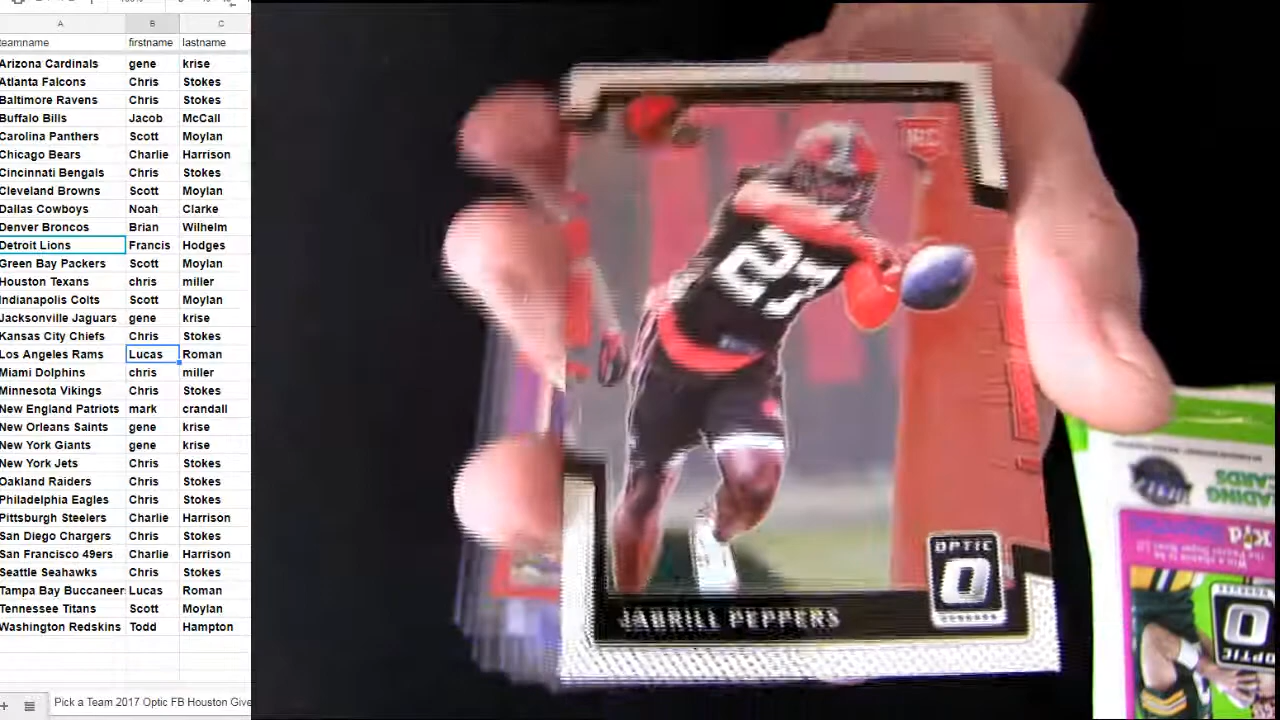 A B C
teamname firstname lastname
Arizona Cardinals gene krise
Atlanta Falcons Chris Stokes
Baltimore Ravens Chris Stokes
Buffalo Bills Jacob McCall
Carolina Panthers Scott Moylan
Chicago Bears Charlie Harrison
Cincinnati Bengals Chris Stokes
Cleveland Browns Scott Moylan
Dallas Cowboys Noah Clarke
Denver Broncos Brian Wilhelm
Detroit Lions Francis Hodges
Green Bay Packers Scott Moylan
Houston Texans chris miller
Indianapolis Colts Scott Moylan
Jacksonville Jaguars gene krise
Kansas City Chiefs Chris Stokes
Los Angeles Rams Lucas Roman
Miami Dolphins chris miller
Minnesota Vikings Chris Stokes
New England Patriots mark crandall
New Orleans Saints gene krise
New York Giants gene krise
New York Jets Chris Stokes
Oakland Raiders Chris Stokes
Philadelphia Eagles Chris Stokes
Pittsburgh Steelers Charlie Harrison
San Diego Chargers Chris Stokes
San Francisco 49ers Charlie Harrison
Seattle Seahawks Chris Stokes
Tampa Bay Buccaneer Lucas Roman
Tennessee Titans Scott Moylan
Washington Redskins Todd Hampton
Pick a Team 2017 Optic FB Houston Give
RC
23
OPTIC
JABRILL PEPPERS